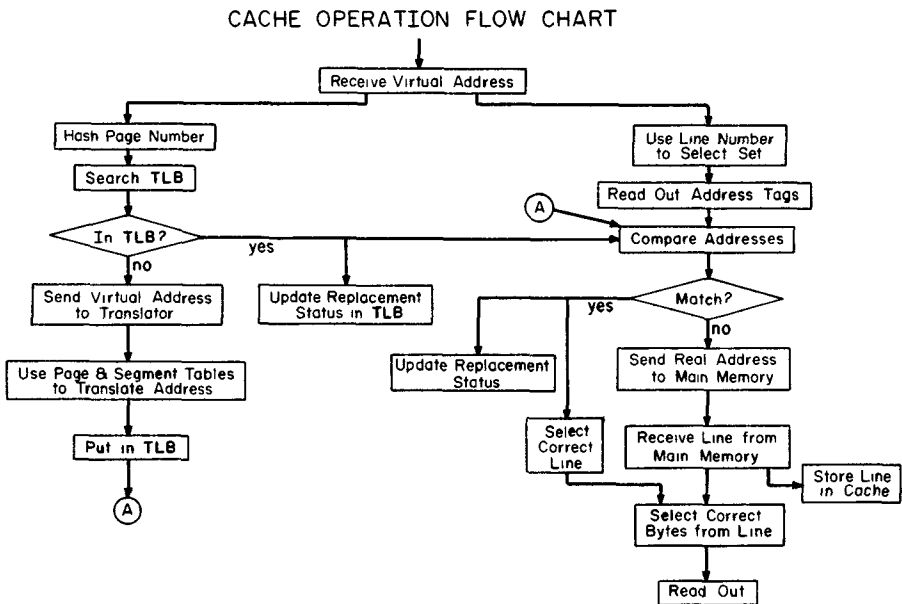 CACHE OPERATION FLOW CHART
Receive Virtual Address
Hash Page Number
Search TLB
In TLB?
yes
no
Update Replacement
Status in TLB
Send Virtual Address
to Translator
Use Page & Segment Tables
to Translate Address
Put in TLB
A
Use Line Number
to Select Set
Read Out Address Tags
A
Compare Addresses
Match?
yes
no
Update Replacement
Status
Select
Correct
Line
Send Real Address
to Main Memory
Receive Line from
Main Memory
Store Line
in Cache
Select Correct
Bytes from Line
Read Out